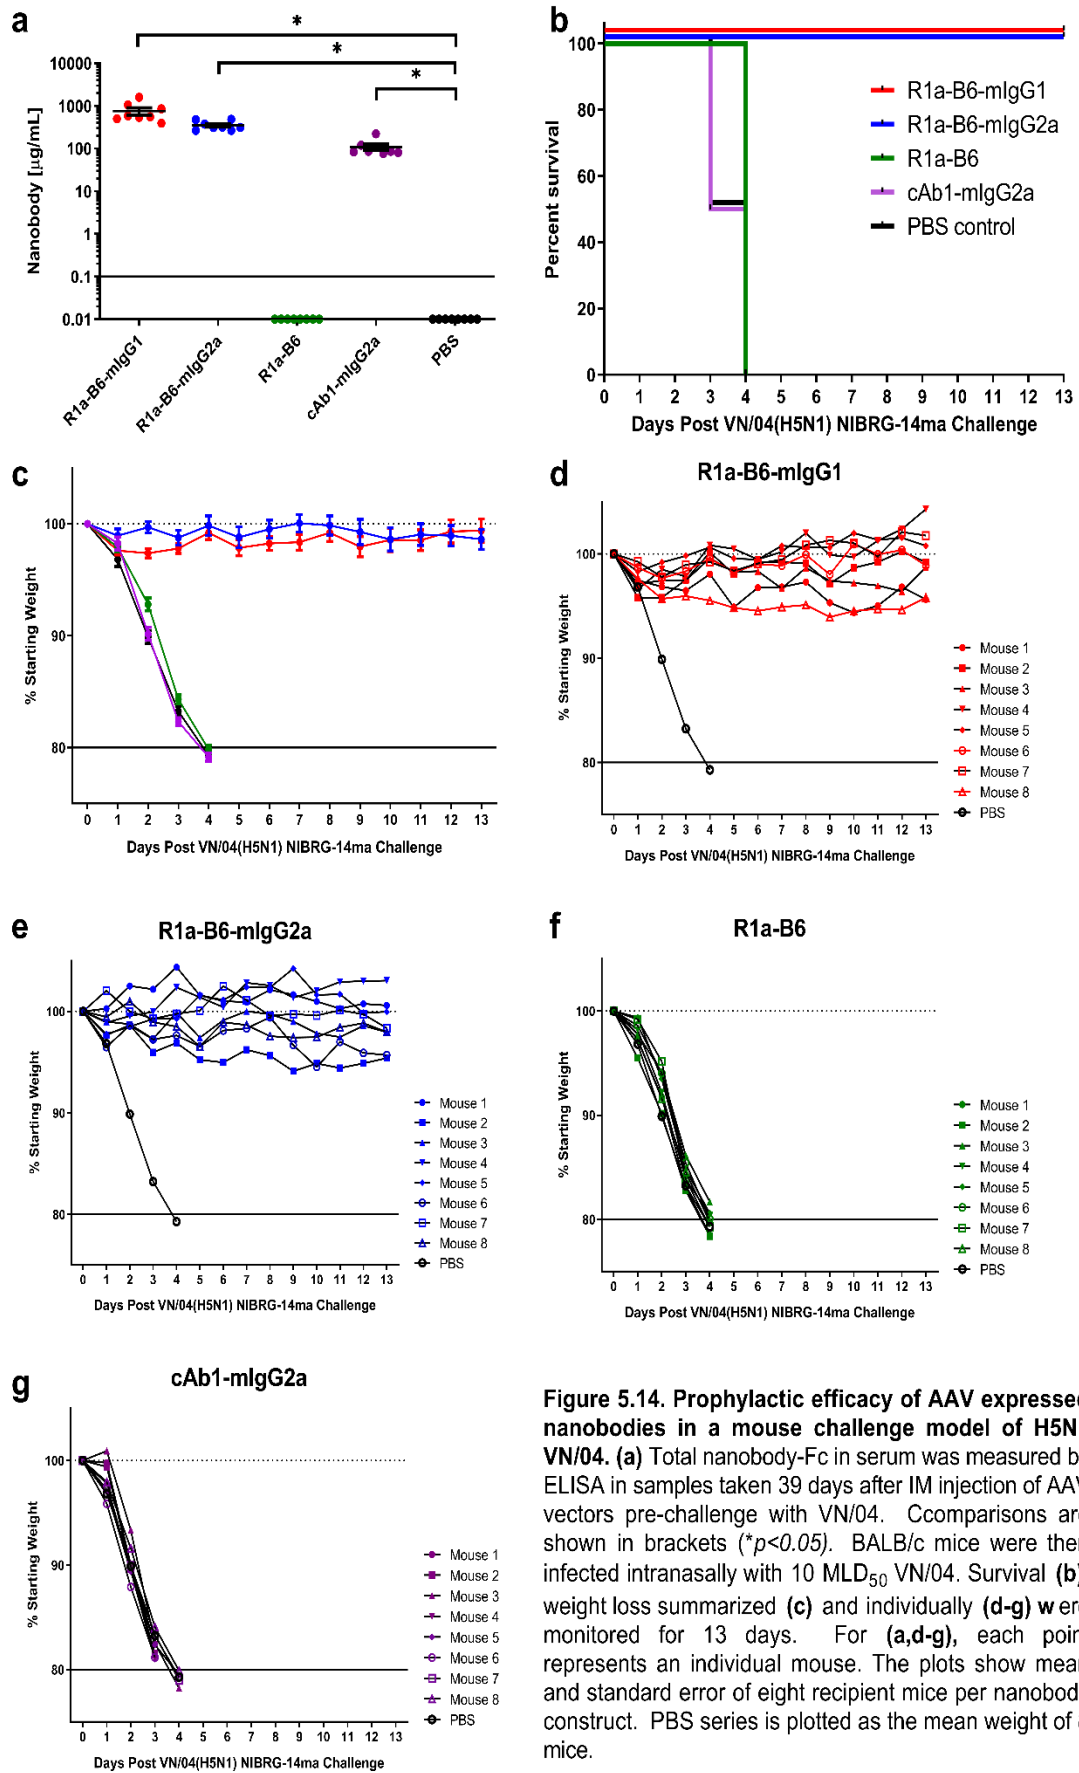 a
*
*
*
Nanobody [µg/mL]
10000
1000
100
10
1
0.1
0.01
R1a-B6-mIgG1
R1a-B6-mIgG2a
R1a-B6
cAb1-mIgG2a
PBS
b
Percent survival
100
80
60
40
20
0
R1a-B6-mIgG1
R1a-B6-mIgG2a
R1a-B6
cAb1-mIgG2a
PBS control
0 1 2 3 4 5 6 7 8 9 10 11 12 13
Days Post VN/04(H5N1) NIBRG-14ma Challenge
c
% Starting Weight
100
90
80
0 1 2 3 4 5 6 7 8 9 10 11 12 13
Days Post VN/04(H5N1) NIBRG-14ma Challenge
d
R1a-B6-mIgG1
% Starting Weight
100
90
80
Mouse 1
Mouse 2
Mouse 3
Mouse 4
Mouse 5
Mouse 6
Mouse 7
Mouse 8
PBS
0 1 2 3 4 5 6 7 8 9 10 11 12 13
Days Post VN/04(H5N1) NIBRG-14ma Challenge
e
R1a-B6-mIgG2a
% Starting Weight
100
90
80
Mouse 1
Mouse 2
Mouse 3
Mouse 4
Mouse 5
Mouse 6
Mouse 7
Mouse 8
PBS
0 1 2 3 4 5 6 7 8 9 10 11 12 13
Days Post VN/04(H5N1) NIBRG-14ma Challenge
f
R1a-B6
% Starting Weight
100
90
80
Mouse 1
Mouse 2
Mouse 3
Mouse 4
Mouse 5
Mouse 6
Mouse 7
Mouse 8
PBS
0 1 2 3 4 5 6 7 8 9 10 11 12 13
Days Post VN/04(H5N1) NIBRG-14ma Challenge
g
cAb1-mIgG2a
% Starting Weight
100
90
80
Mouse 1
Mouse 2
Mouse 3
Mouse 4
Mouse 5
Mouse 6
Mouse 7
Mouse 8
PBS
0 1 2 3 4 5 6 7 8 9 10 11 12 13
Days Post VN/04(H5N1) NIBRG-14ma Challenge
Figure 5.14. Prophylactic efficacy of AAV expressed
nanobodies in a mouse challenge model of H5N
VN/04. (a) Total nanobody-Fc in serum was measured b
ELISA in samples taken 39 days after IM injection of AAV
vectors pre-challenge with VN/04. Ccomparisons are
shown in brackets (*p<0.05). BALB/c mice were then
infected intranasally with 10 MLD50 VN/04. Survival (b)
weight loss summarized (c) and individually (d-g) were
monitored for 13 days. For (a,d-g), each poin
represents an individual mouse. The plots show mean
and standard error of eight recipient mice per nanobod
construct. PBS series is plotted as the mean weight of
mice.